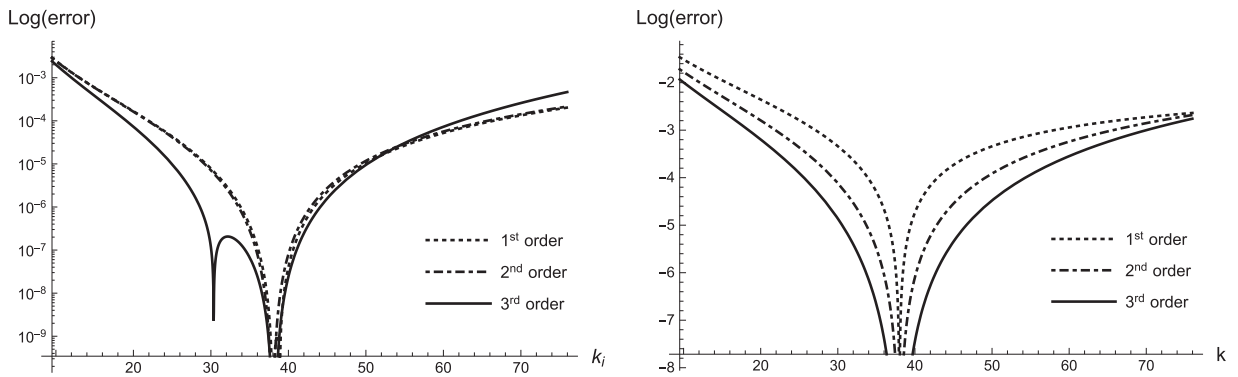 Log(error)
10⁻³
10⁻⁴
10⁻⁵
10⁻⁶
10⁻⁷
10⁻⁸
10⁻⁹
20 30 40 50 60 70
kᵢ
1ˢᵗ order
2ⁿᵈ order
3ʳᵈ order
Log(error)
−2
−3
−4
−5
−6
−7
−8
20 30 40 50 60 70
k
1ˢᵗ order
2ⁿᵈ order
3ʳᵈ order